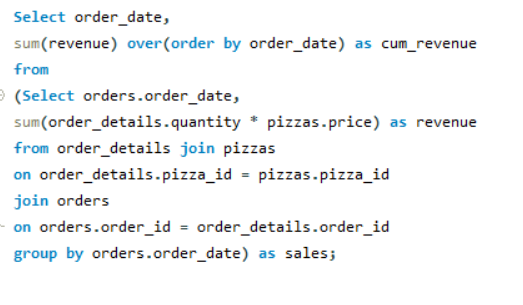 Select order_date,
sum(revenue) over(order by order_date) as cum_revenue
from
(Select orders.order_date,
sum(order_details.quantity * pizzas.price) as revenue
from order_details join pizzas
on order_details.pizza_id = pizzas.pizza_id
join orders
on orders.order_id = order_details.order_id
group by orders.order_date) as sales;